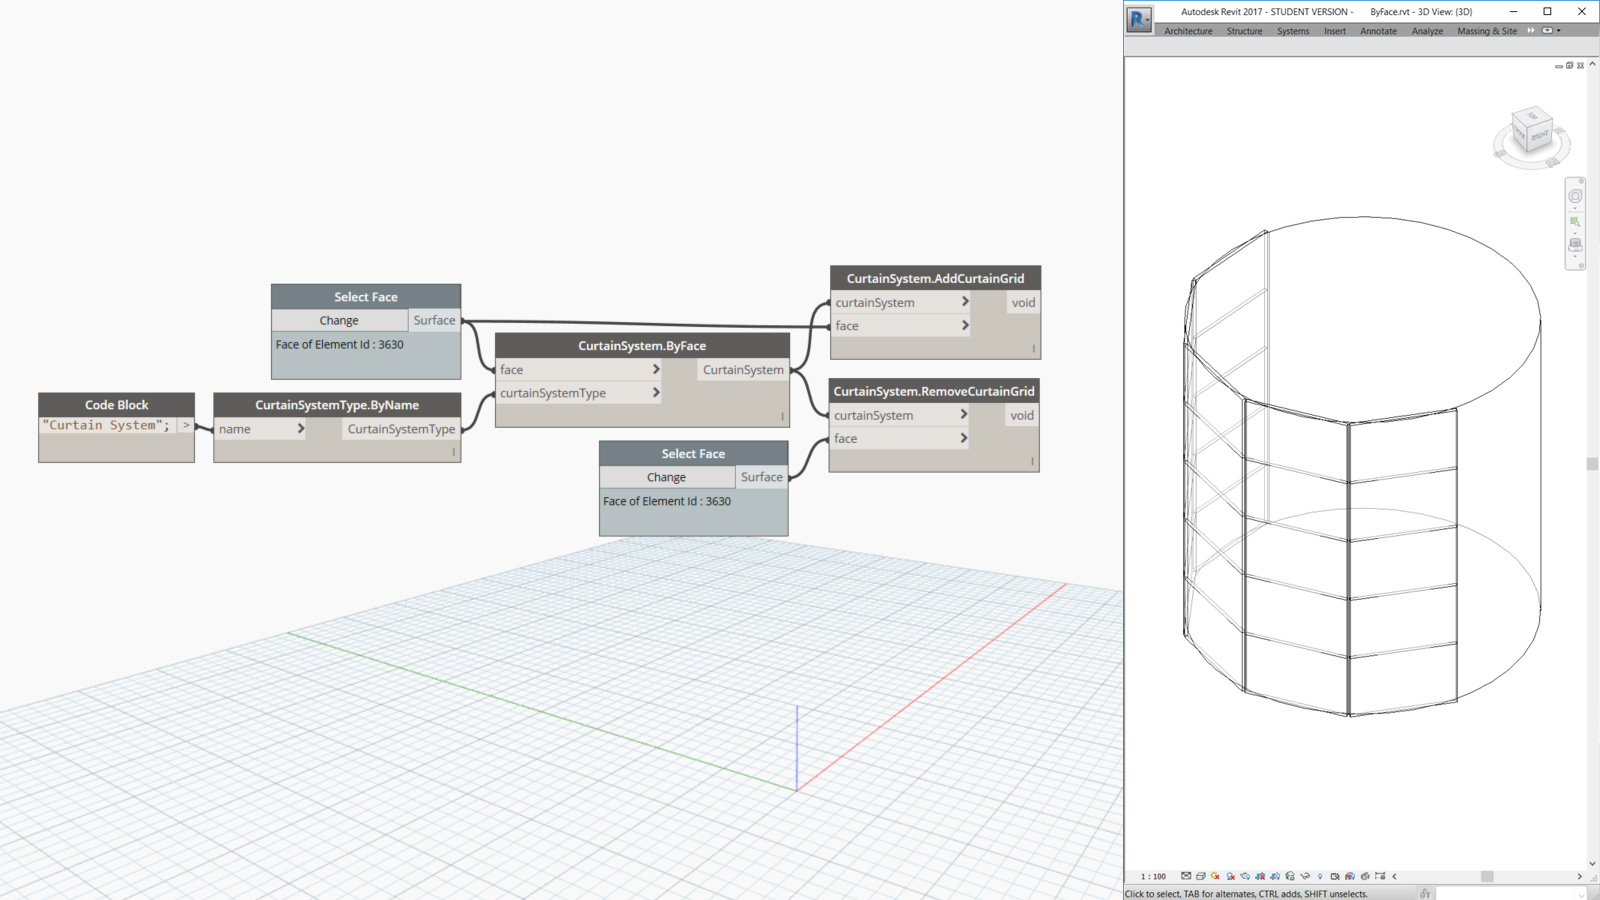 Autodesk Revit 2017 - STUDENT VERSION - ByFace.rvt - 3D View: {3D}
Architecture Structure Systems Insert Annotate Analyze Massing & Site
CurtainSystem.AddCurtainGrid
curtainSystem > void
face >
Select Face
Change Surface
Face of Element Id : 3630
CurtainSystem.ByFace
face > CurtainSystem
curtainSystemType >
CurtainSystem.RemoveCurtainGrid
curtainSystem > void
face >
Code Block
"Curtain System"; >
CurtainSystemType.ByName
name > CurtainSystemType
Select Face
Change Surface
Face of Element Id : 3630
RIGHT
1 : 100
Click to select, TAB for alternates, CTRL adds, SHIFT unselects.